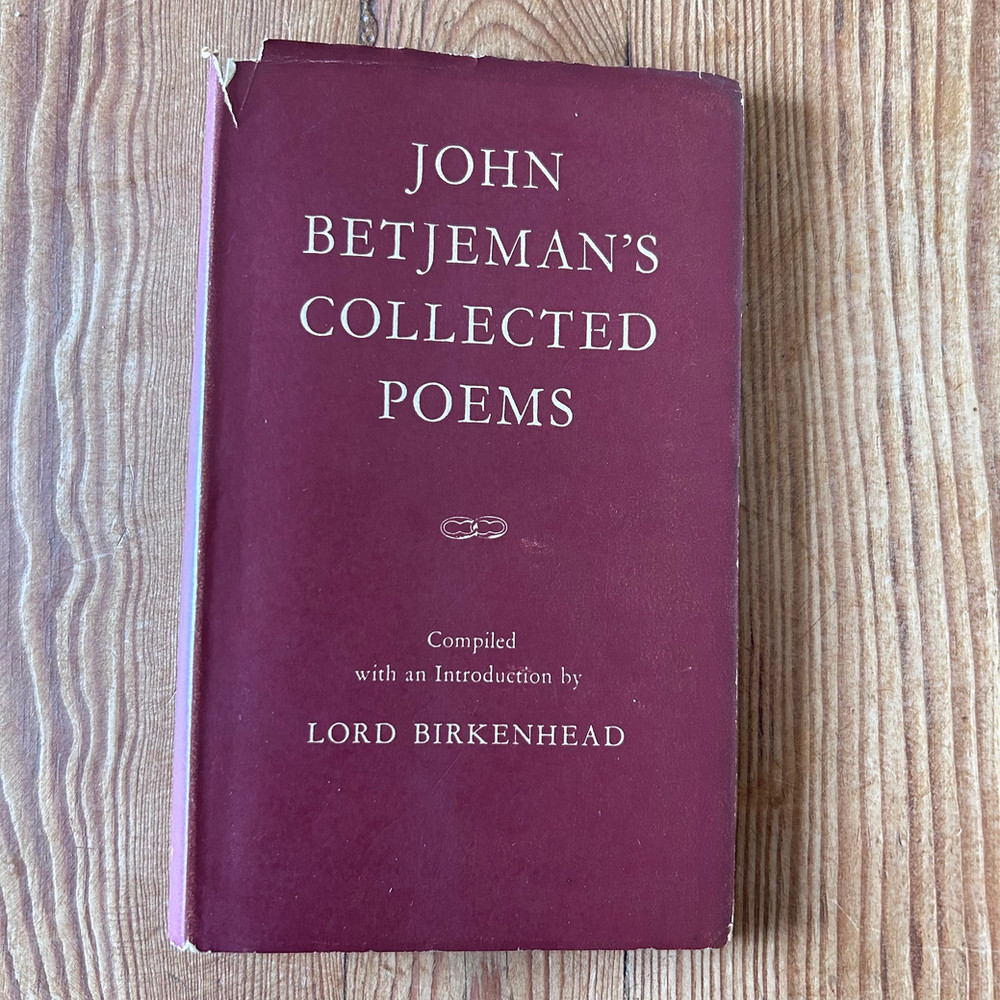 JOHN
BETJEMAN'S
COLLECTED
POEMS
Compiled
with an Introduction by
LORD BIRKENHEAD